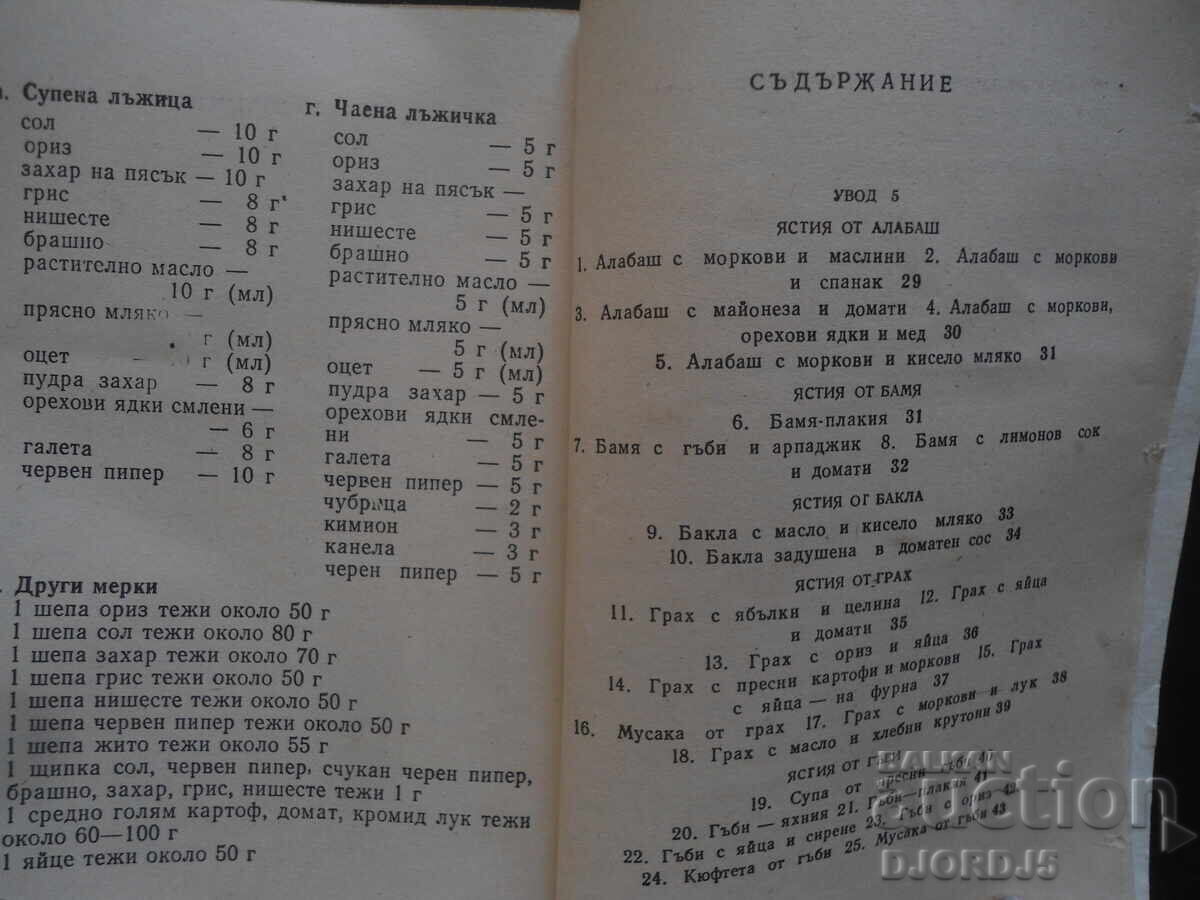 . Супена лъжица
сол — 10 г
ориз — 10 г
захар на пясък — 10 г
грис — 8 г
нишесте — 8 г
брашно — 8 г
растително масло —
10 г (мл)
прясно мляко —
г (мл)
оцет — г (мл)
пудра захар — 8 г
орехови ядки смлени —
— 6 г
галета — 8 г
червен пипер — 10 г
г. Чаена лъжичка
сол — 5 г
ориз — 5 г
захар на пясък —
грис — 5 г
нишесте — 5 г
брашно — 5 г
растително масло —
5 г (мл)
прясно мляко —
5 г (мл)
оцет — 5 г (мл)
пудра захар — 5 г
орехови ядки смле-
ни — 5 г
галета — 5 г
червен пипер — 5 г
чубрица — 2 г
кимион — 3 г
канела — 3 г
черен пипер — 5 г
. Други мерки
1 шепа ориз тежи около 50 г
1 шепа сол тежи около 80 г
1 шепа захар тежи около 70 г
1 шепа грис тежи около 50 г
1 шепа нишесте тежи около 50 г
1 шепа червен пипер тежи около 50 г
1 шепа жито тежи около 55 г
1 щипка сол, червен пипер, счукан черен пипер,
брашно, захар, грис, нишесте тежи 1 г
1 средно голям картоф, домат, кромид лук тежи
около 60—100 г
1 яйце тежи около 50 г
СЪДЪРЖАНИЕ
УВОД 5
ЯСТИЯ ОТ АЛАБАШ
1. Алабаш с моркови и маслини 2. Алабаш с моркови
и спанак 29
3. Алабаш с майонеза и домати 4. Алабаш с моркови,
орехови ядки и мед 30
5. Алабаш с моркови и кисело мляко 31
ЯСТИЯ ОТ БАМЯ
6. Бамя-плакия 31
7. Бамя с гъби и арпаджик 8. Бамя с лимонов сок
и домати 32
ЯСТИЯ ОТ БАКЛА
9. Бакла с масло и кисело мляко 33
10. Бакла задушена в доматен сос 34
ЯСТИЯ ОТ ГРАХ
11. Грах с ябълки и целина 12. Грах с яйца
и домати 35
13. Грах с ориз и яйца 36
14. Грах с пресни картофи и моркови 15. Грах
с яйца — на фурна 37
16. Мусака от грах 17. Грах с моркови и лук 38
18. Грах с масло и хлебни крутони 39
ЯСТИЯ ОТ ГЪБИ
19. Супа от пресни гъби 40
20. Гъби — яхния 21. Гъби—плакия 41
22. Гъби с яйца и сирене 23. Гъби с ориз 42
24. Кюфтета от гъби 25. Мусака от гъби 43
BALKAN
auction
DJORDJ5